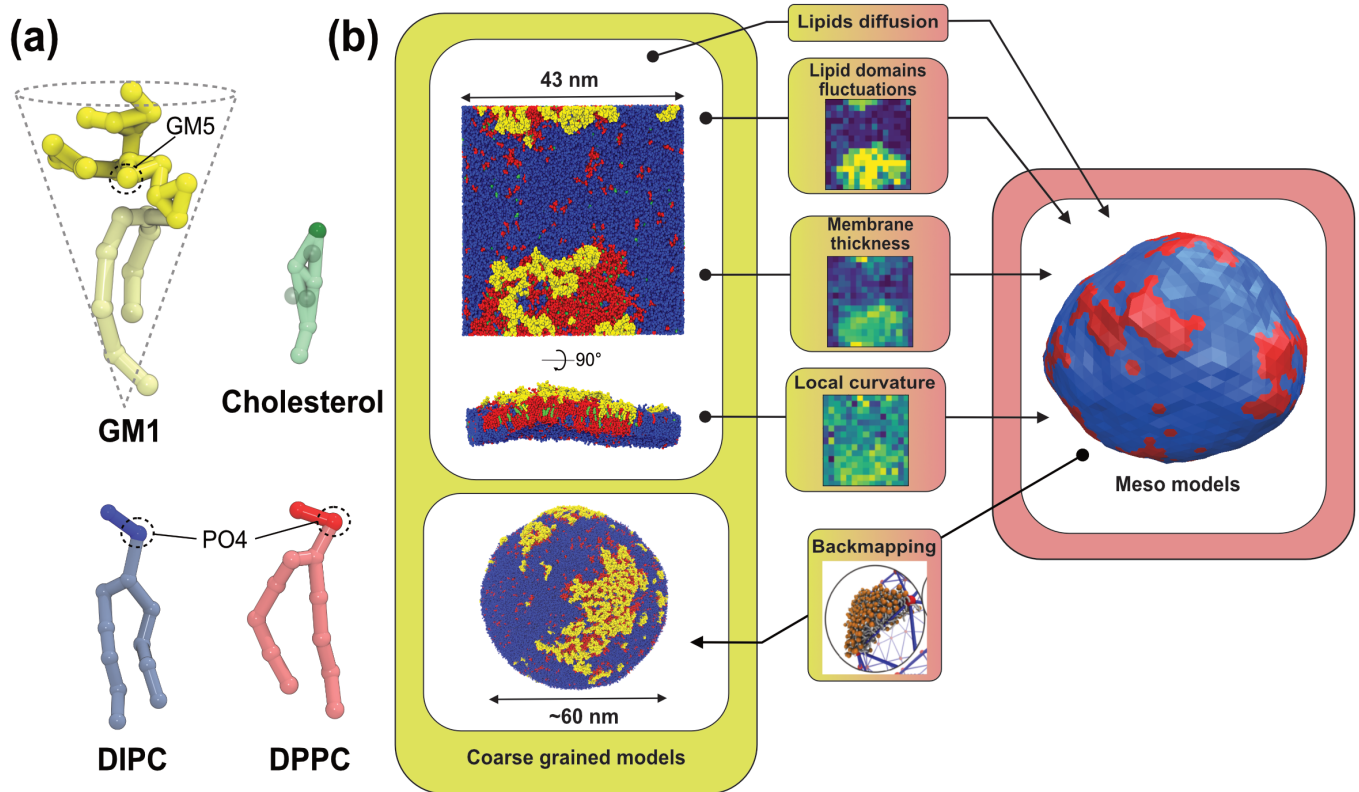 (a)
GM5
GM1
Cholesterol
PO4
DIPC
DPPC
(b)
43 nm
90°
~60 nm
Coarse grained models
Lipids diffusion
Lipid domains
fluctuations
Membrane
thickness
Local curvature
Backmapping
Meso models